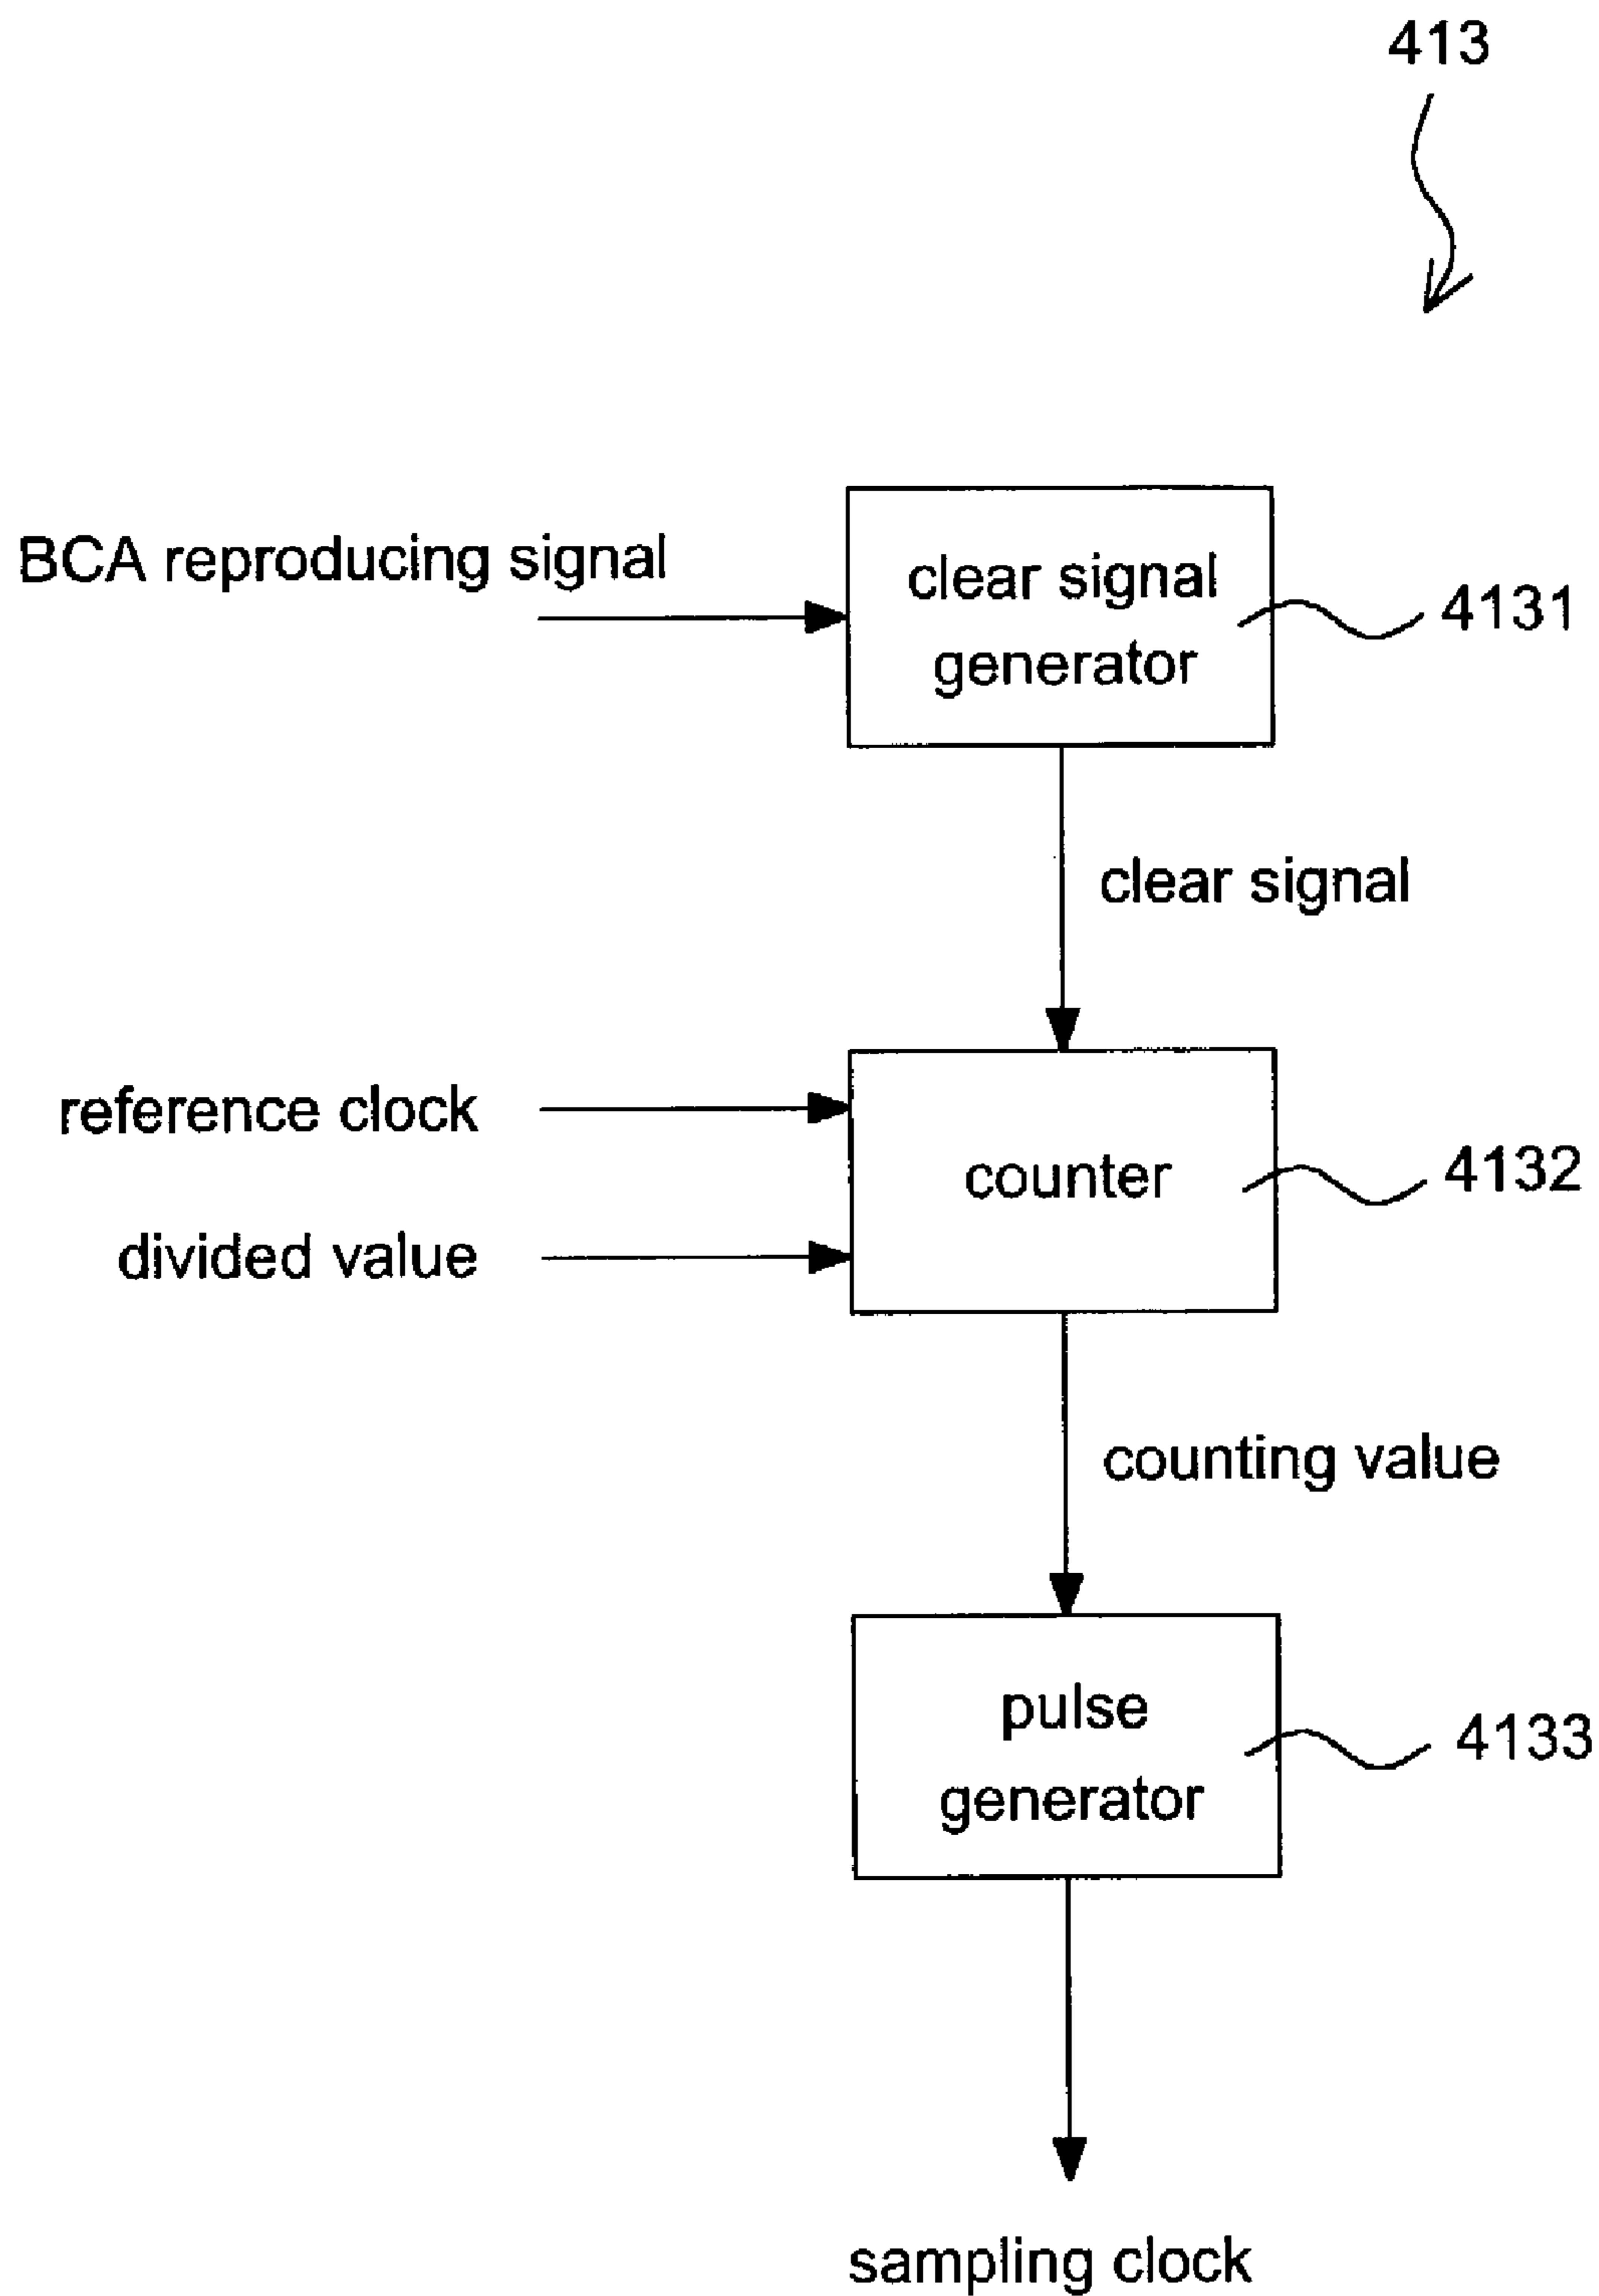 413
BCA reproducing signal
clear signal
generator
4131
clear signal
reference clock
counter
4132
divided value
counting value
pulse
generator
4133
sampling clock